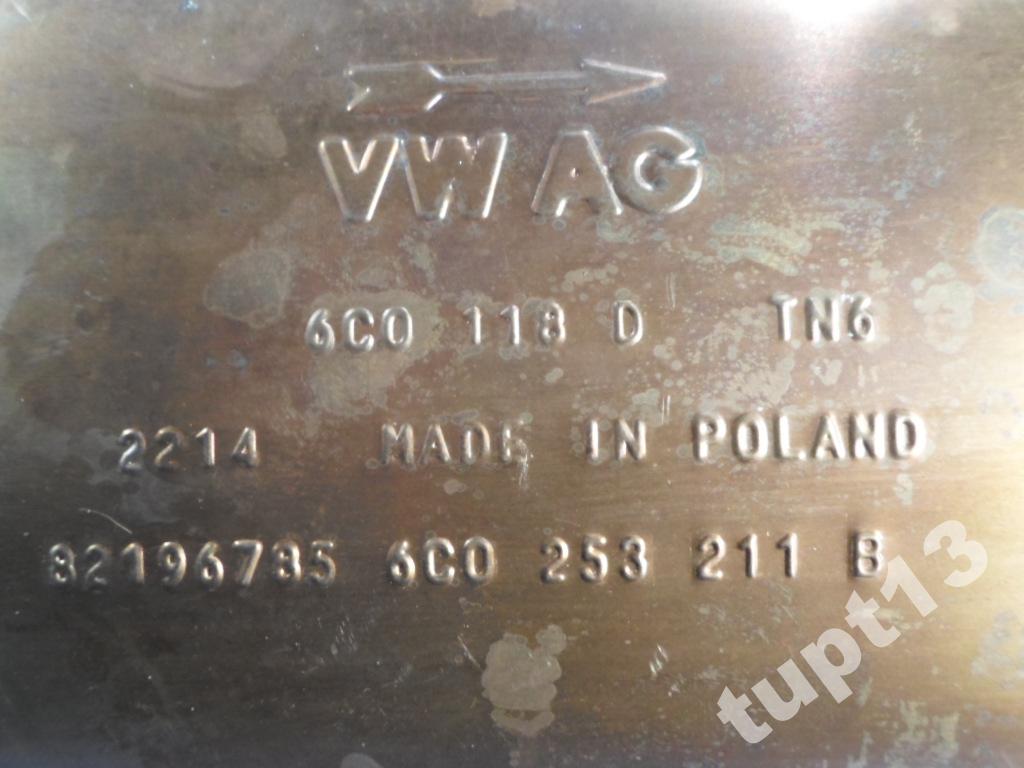 VW AG
6C0 118 D TN6
2214 MADE IN POLAND
82196785 6C0 253 211 B
tupt13